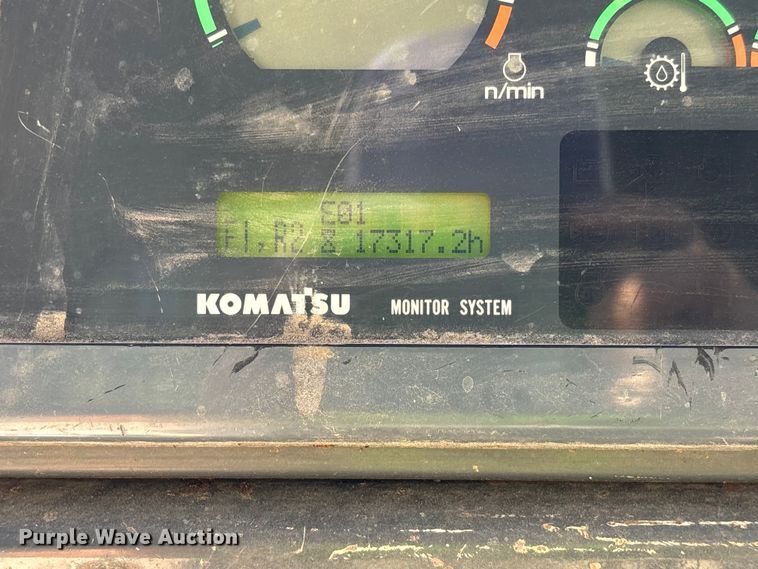 n/min
E01
F1,R2 17317.2h
KOMATSU MONITOR SYSTEM
Purple Wave Auction